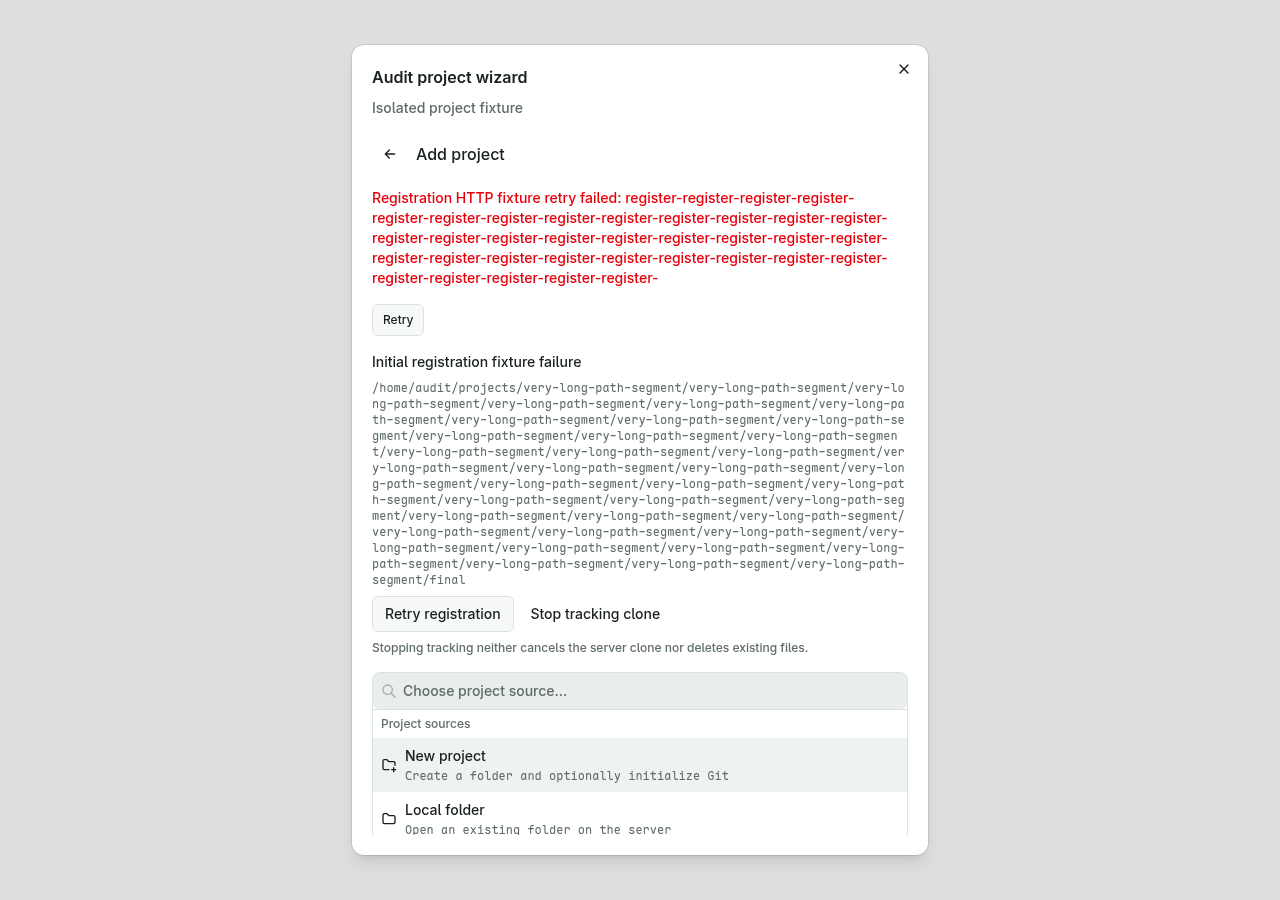 Audit project wizard
Isolated project fixture
Add project
Registration HTTP fixture retry failed: register-register-register-register-
register-register-register-register-register-register-register-register-register-
register-register-register-register-register-register-register-register-register-
register-register-register-register-register-register-register-register-register-
register-register-register-register-register-
Retry
Initial registration fixture failure
/home/audit/projects/very-long-path-segment/very-long-path-segment/very-lo
ng-path-segment/very-long-path-segment/very-long-path-segment/very-long-pa
th-segment/very-long-path-segment/very-long-path-segment/very-long-path-se
gment/very-long-path-segment/very-long-path-segment/very-long-path-segmen
t/very-long-path-segment/very-long-path-segment/very-long-path-segment/ver
y-long-path-segment/very-long-path-segment/very-long-path-segment/very-lon
g-path-segment/very-long-path-segment/very-long-path-segment/very-long-pat
h-segment/very-long-path-segment/very-long-path-segment/very-long-path-seg
ment/very-long-path-segment/very-long-path-segment/very-long-path-segment/
very-long-path-segment/very-long-path-segment/very-long-path-segment/very-
long-path-segment/very-long-path-segment/very-long-path-segment/very-long-
path-segment/very-long-path-segment/very-long-path-segment/very-long-path-
segment/final
Retry registration
Stop tracking clone
Stopping tracking neither cancels the server clone nor deletes existing files.
Choose project source...
Project sources
New project
Create a folder and optionally initialize Git
Local folder
Open an existing folder on the server